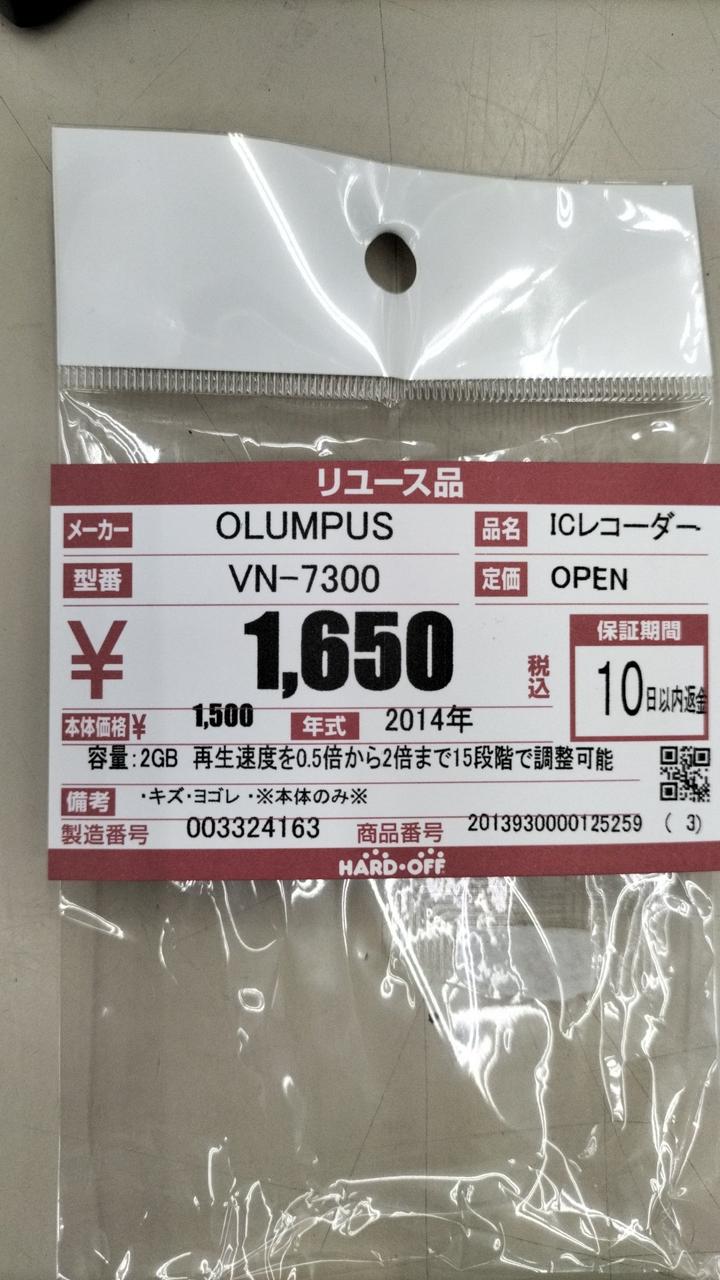 リユース品
メーカー OLUMPUS 品名 ICレコーダー
型番 VN-7300 定価 OPEN
¥ 1,650 税込 保証期間
10日以内返金
本体価格¥ 1,500 年式 2014年
容量:2GB 再生速度を0.5倍から2倍まで15段階で調整可能
備考 ・キズ・ヨゴレ ・※本体のみ※
製造番号 003324163 商品番号 2013930000125259 ( 3)
HARD・OFF